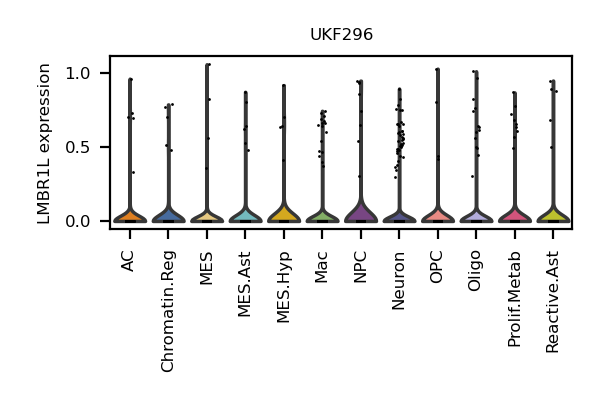 UKF296
LMBR1L expression
1.0
0.5
0.0
AC
Chromatin.Reg
MES
MES.Ast
MES.Hyp
Mac
NPC
Neuron
OPC
Oligo
Prolif.Metab
Reactive.Ast